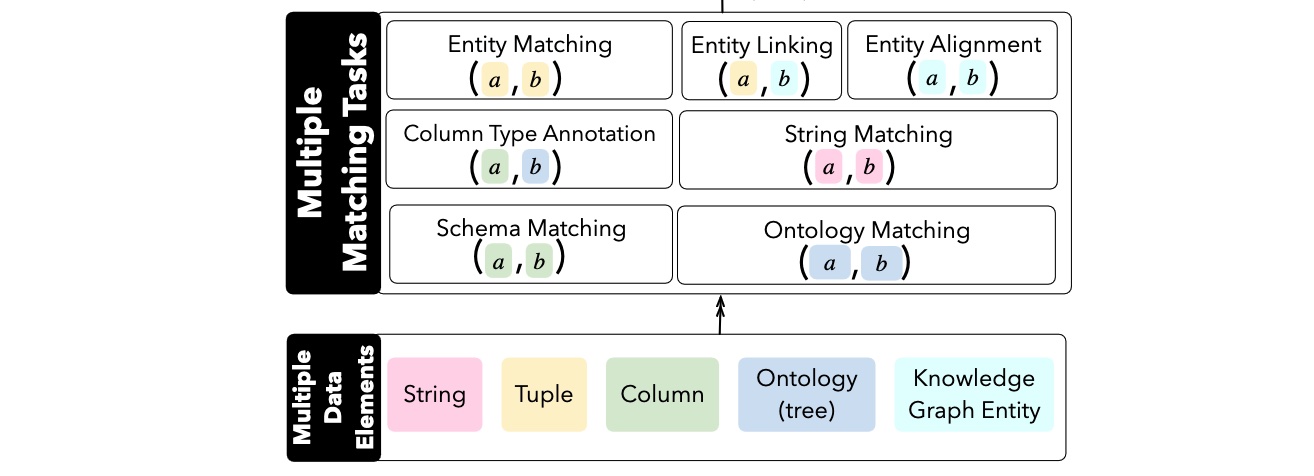 Multiple
Matching Tasks
Entity Matching
(a, b)
Entity Linking
(a, b)
Entity Alignment
(a, b)
Column Type Annotation
(a, b)
String Matching
(a, b)
Schema Matching
(a, b)
Ontology Matching
(a, b)
Multiple
Data
Elements
String
Tuple
Column
Ontology
(tree)
Knowledge
Graph Entity